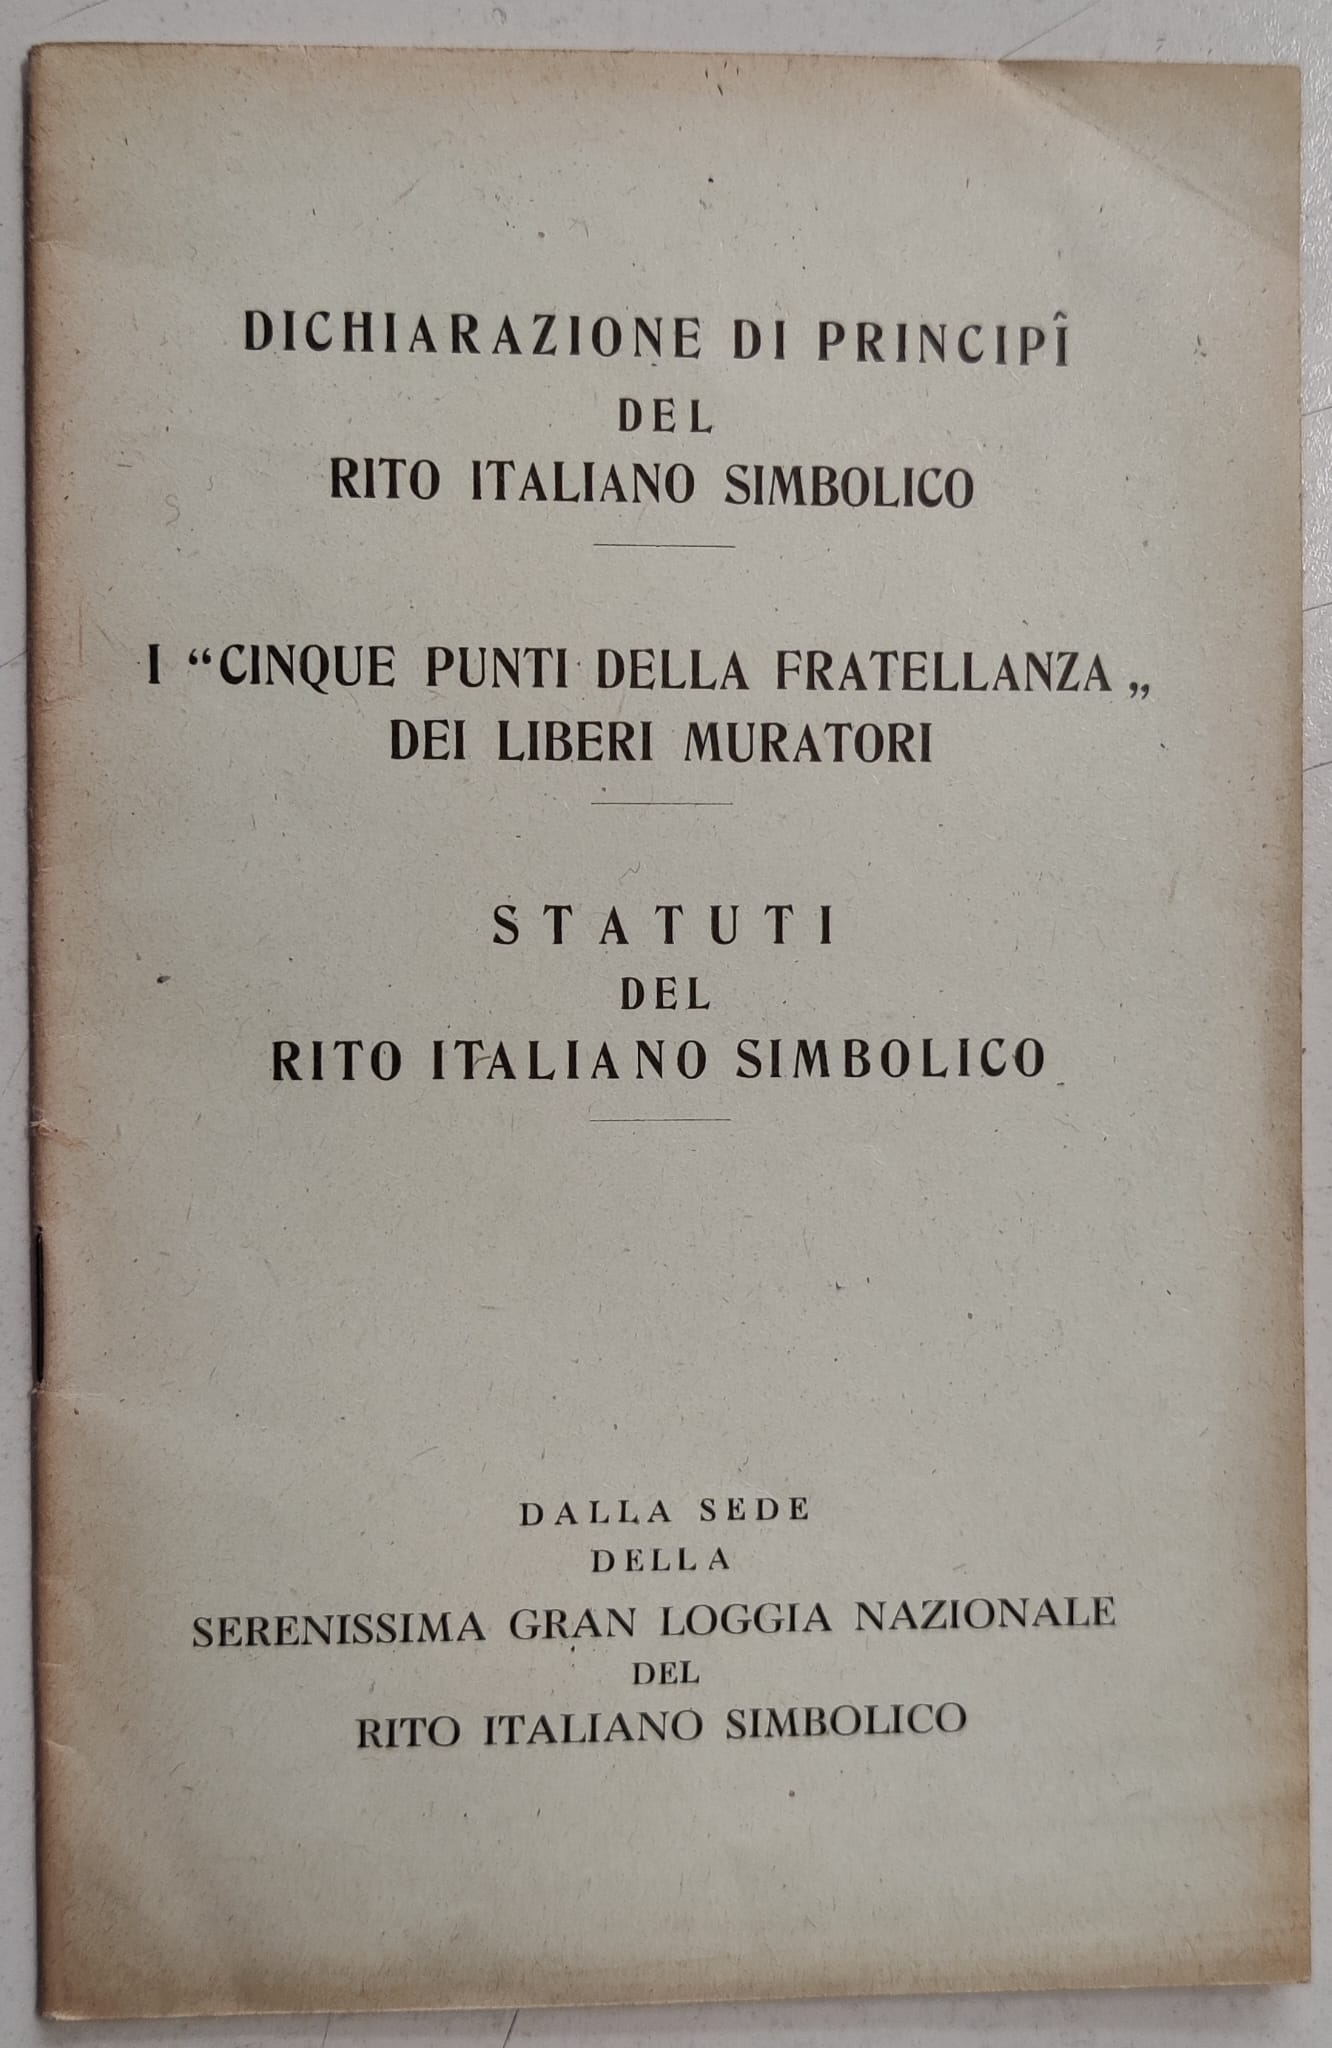 DICHIARAZIONE DI PRINCIPÎ
DEL
RITO ITALIANO SIMBOLICO
I “CINQUE PUNTI DELLA FRATELLANZA„
DEI LIBERI MURATORI
STATUTI
DEL
RITO ITALIANO SIMBOLICO
DALLA SEDE
DELLA
SERENISSIMA GRAN LOGGIA NAZIONALE
DEL
RITO ITALIANO SIMBOLICO